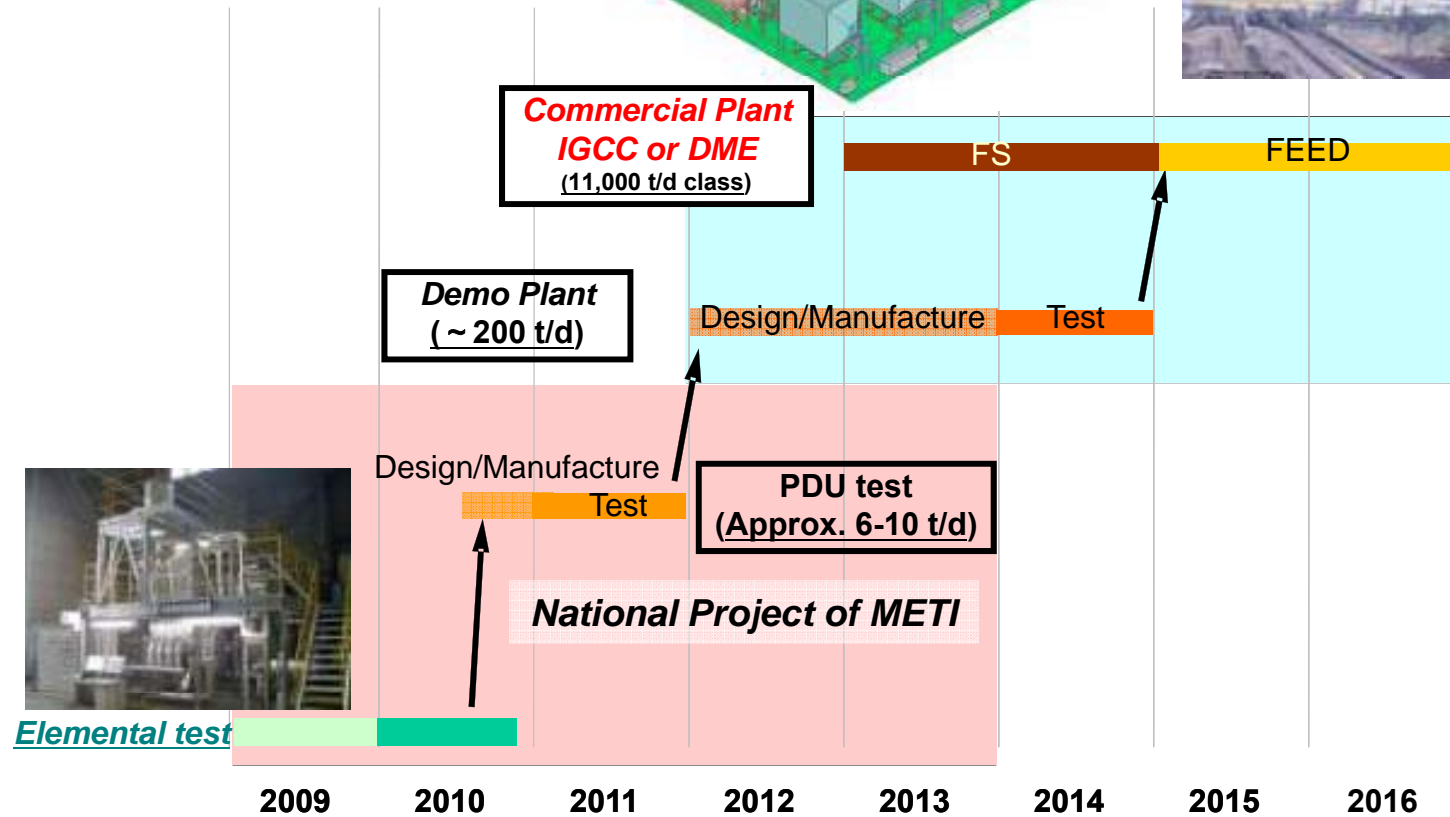 Commercial Plant
IGCC or DME
(11,000 t/d class)
FS
FEED
Demo Plant
( ~ 200 t/d)
Design/Manufacture
Test
Design/Manufacture
Test
PDU test
(Approx. 6-10 t/d)
National Project of METI
Elemental test
2009
2010
2011
2012
2013
2014
2015
2016